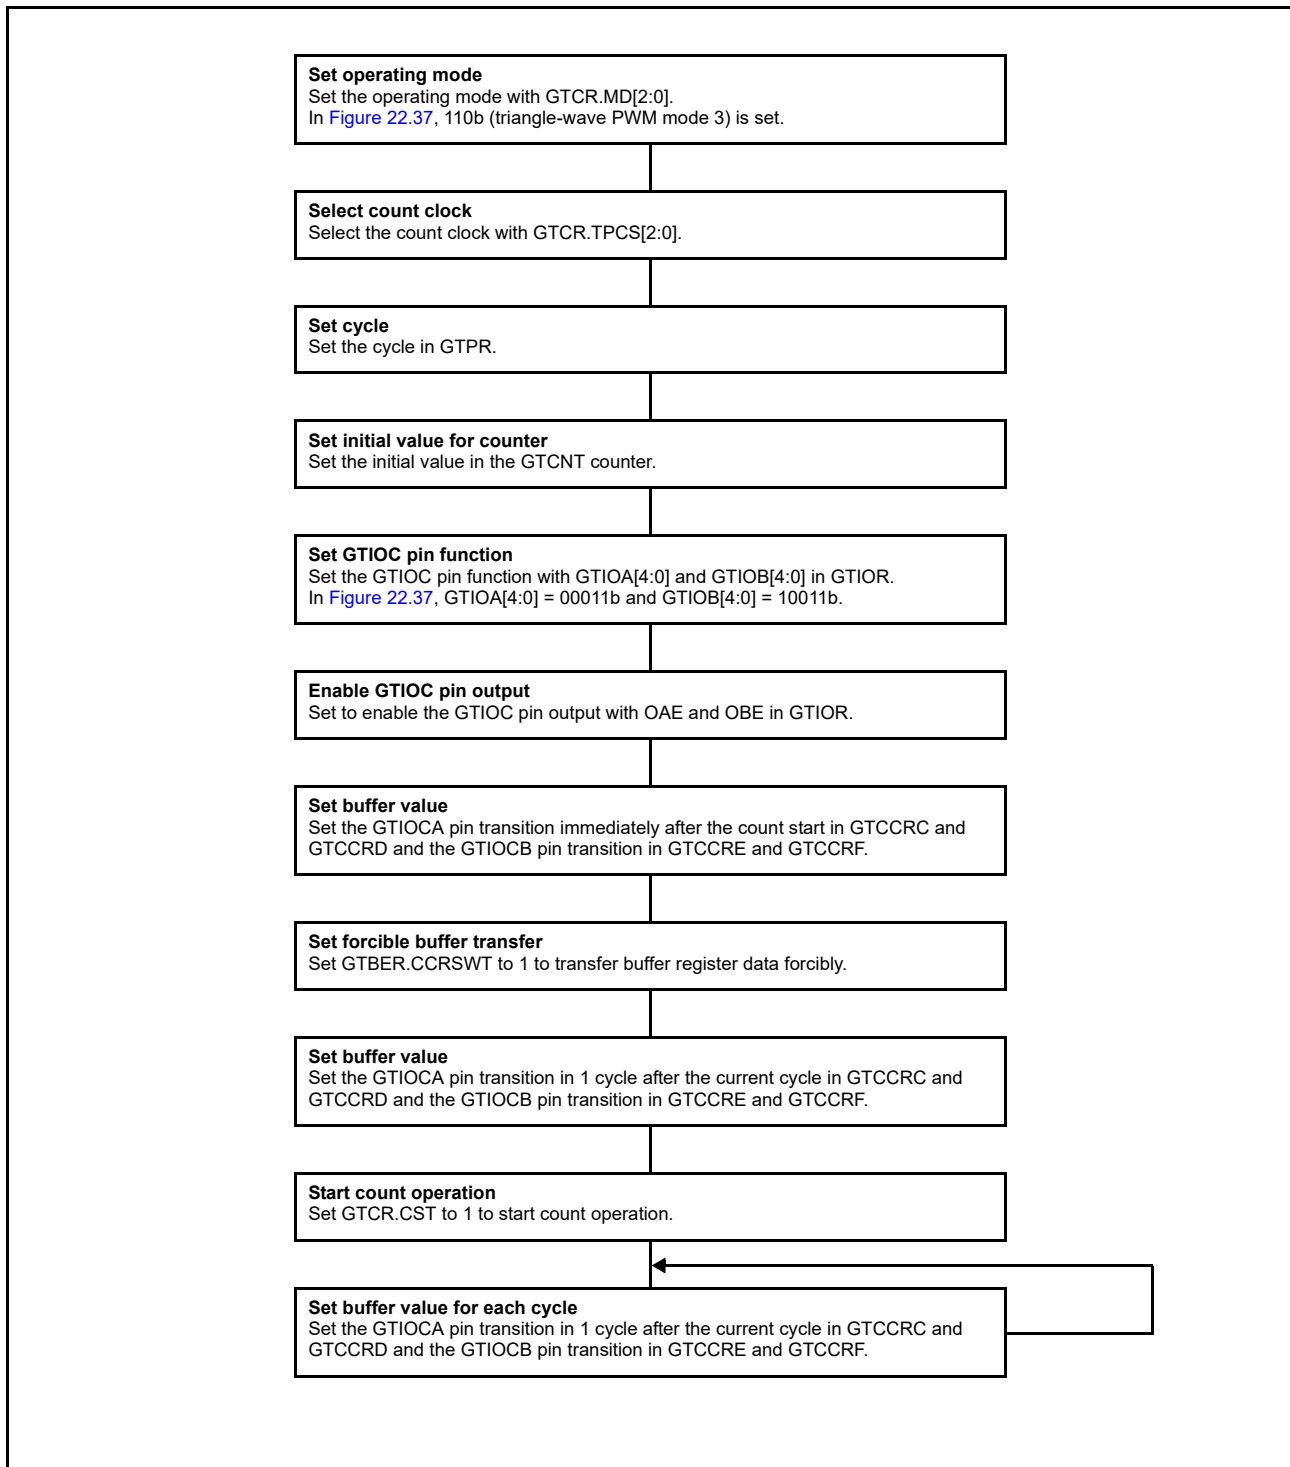 Set operating mode
Set the operating mode with GTCR.MD[2:0].
In Figure 22.37, 110b (triangle-wave PWM mode 3) is set.
Select count clock
Select the count clock with GTCR.TPCS[2:0].
Set cycle
Set the cycle in GTPR.
Set initial value for counter
Set the initial value in the GTCNT counter.
Set GTIOC pin function
Set the GTIOC pin function with GTIOA[4:0] and GTIOB[4:0] in GTIOR.
In Figure 22.37, GTIOA[4:0] = 00011b and GTIOB[4:0] = 10011b.
Enable GTIOC pin output
Set to enable the GTIOC pin output with OAE and OBE in GTIOR.
Set buffer value
Set the GTIOCA pin transition immediately after the count start in GTCCRC and
GTCCRD and the GTIOCB pin transition in GTCCRE and GTCCRF.
Set forcible buffer transfer
Set GTBER.CCRSWT to 1 to transfer buffer register data forcibly.
Set buffer value
Set the GTIOCA pin transition in 1 cycle after the current cycle in GTCCRC and
GTCCRD and the GTIOCB pin transition in GTCCRE and GTCCRF.
Start count operation
Set GTCR.CST to 1 to start count operation.
Set buffer value for each cycle
Set the GTIOCA pin transition in 1 cycle after the current cycle in GTCCRC and
GTCCRD and the GTIOCB pin transition in GTCCRE and GTCCRF.